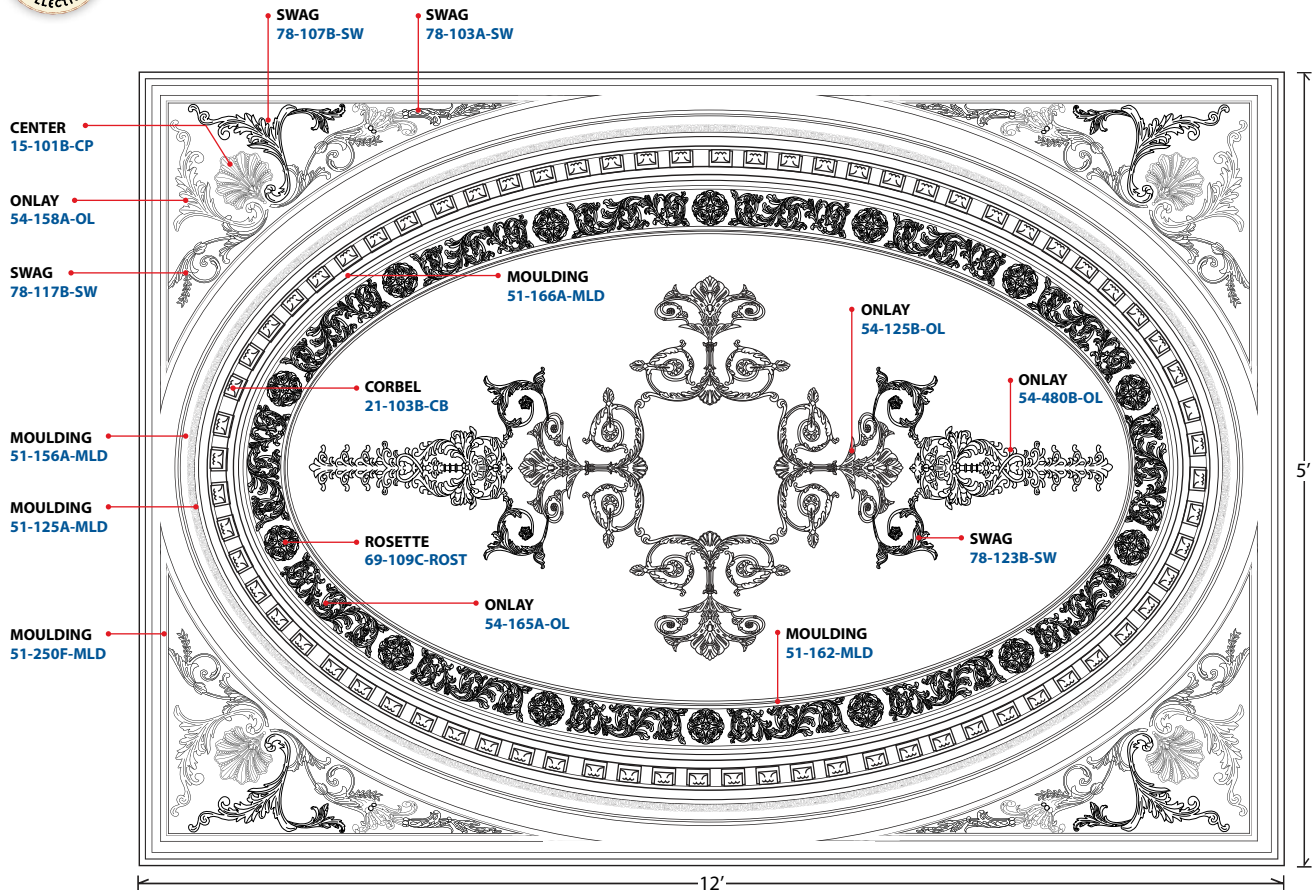 ELECTI
SWAG
78-107B-SW
SWAG
78-103A-SW
CENTER
15-101B-CP
ONLAY
54-158A-OL
SWAG
78-117B-SW
MOULDING
51-166A-MLD
ONLAY
54-125B-OL
CORBEL
21-103B-CB
ONLAY
54-480B-OL
MOULDING
51-156A-MLD
5’
MOULDING
51-125A-MLD
ROSETTE
69-109C-ROST
SWAG
78-123B-SW
ONLAY
54-165A-OL
MOULDING
51-250F-MLD
MOULDING
51-162-MLD
12’